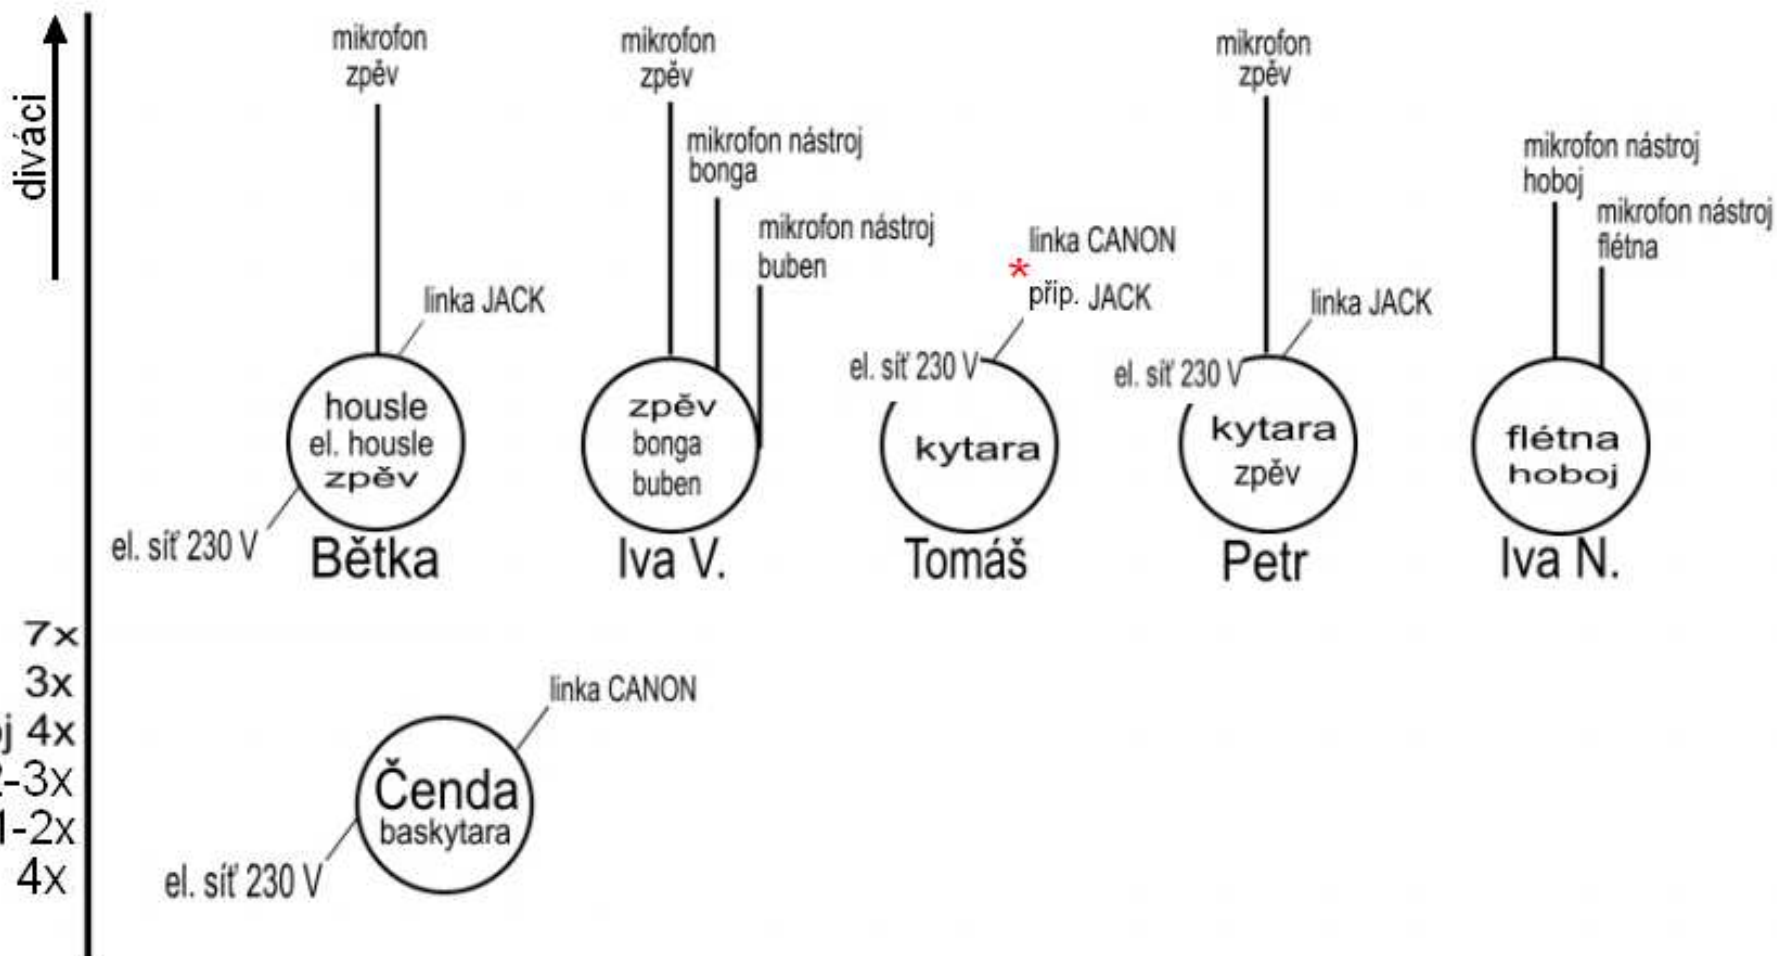 diváci
mikrofon
zpěv
linka JACK
housle
el. housle
zpěv
el. síť 230 V
Bětka
mikrofon
zpěv
mikrofon nástroj
bonga
mikrofon nástroj
buben
zpěv
bonga
buben
Iva V.
linka CANON
*
přip. JACK
el. síť 230 V
kytara
Tomáš
mikrofon
zpěv
linka JACK
el. síť 230 V
kytara
zpěv
Petr
mikrofon nástroj
hoboj
mikrofon nástroj
flétna
flétna
hoboj
Iva N.
7x
3x
j 4x
-3x
1-2x
4x
linka CANON
Čenda
baskytara
el. síť 230 V